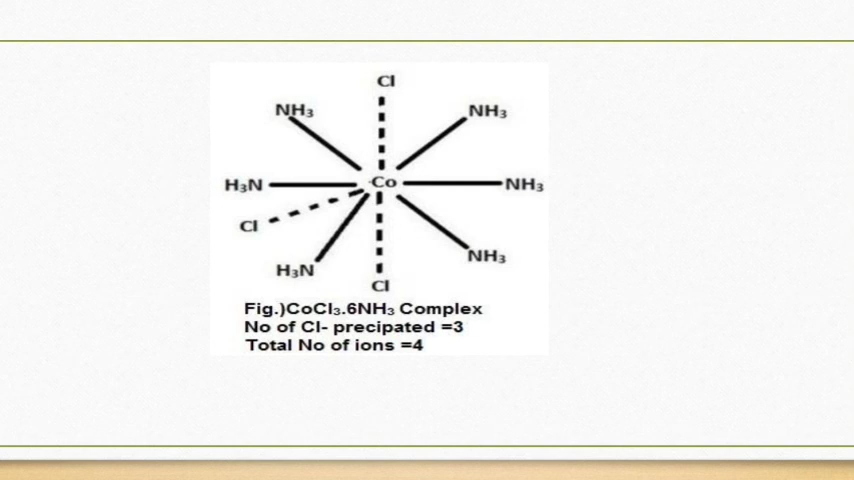 Cl
NH₃ NH₃
H₃N Co NH₃
Cl
H₃N NH₃
Cl
Fig.)CoCl₃.6NH₃ Complex
No of Cl- precipated =3
Total No of ions =4